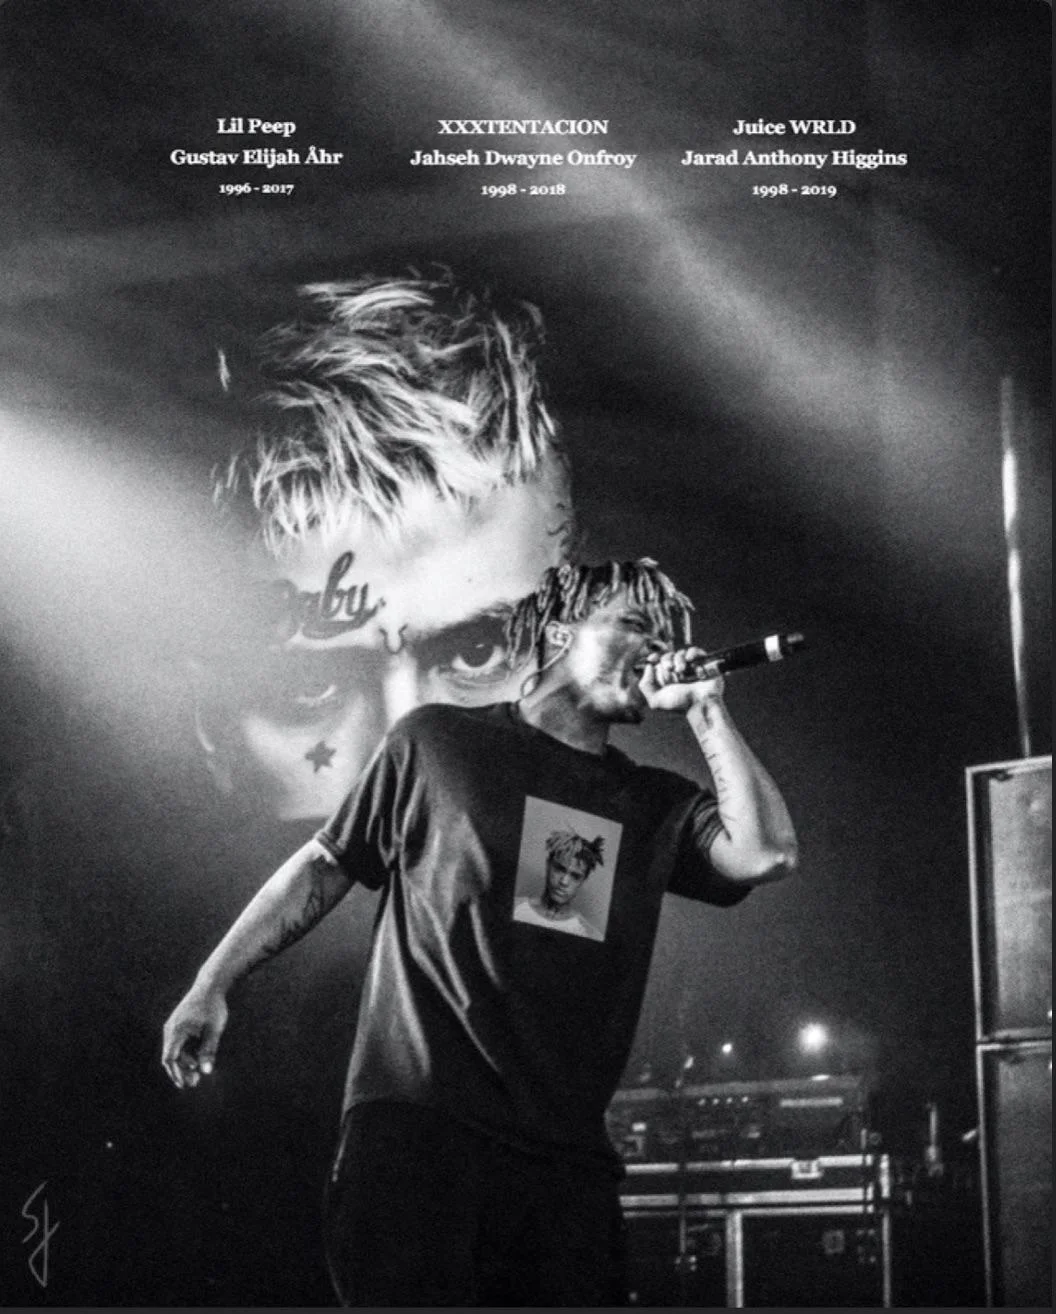 Lil Peep
Gustav Elijah Åhr
1996 - 2017
XXXTENTACION
Jahseh Dwayne Onfroy
1998 - 2018
Juice WRLD
Jarad Anthony Higgins
1998 - 2019
SJ